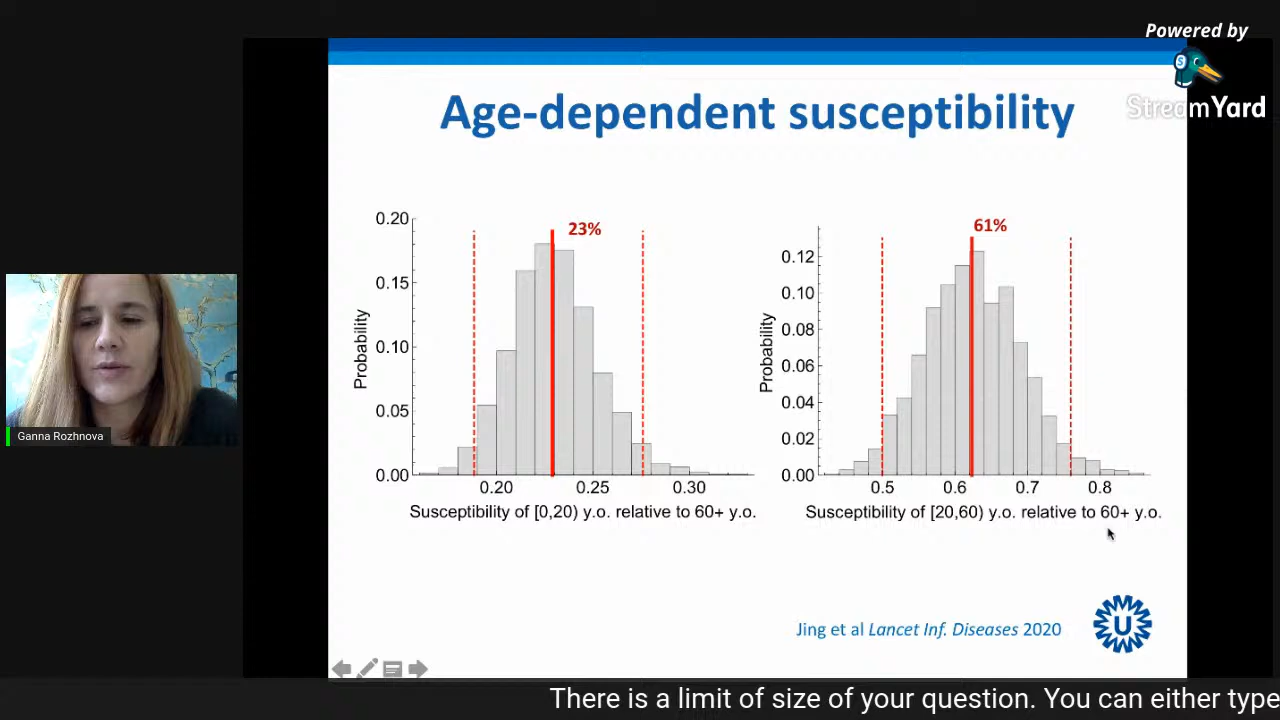 Powered by
StreamYard
Age-dependent susceptibility
23%
61%
0.20
0.15
0.10
0.05
0.00
Probability
0.20
0.25
0.30
Susceptibility of [0,20) y.o. relative to 60+ y.o.
0.12
0.10
0.08
0.06
0.04
0.02
0.00
Probability
0.5
0.6
0.7
0.8
Susceptibility of [20,60) y.o. relative to 60+ y.o.
Ganna Rozhnova
Jing et al Lancet Inf. Diseases 2020
U
There is a limit of size of your question. You can either type